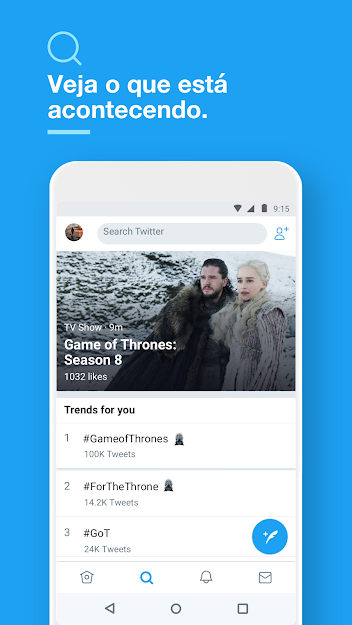 Veja o que está
acontecendo.
9:15
Search Twitter
TV Show · 9m
Game of Thrones:
Season 8
1032 likes
Trends for you
1 #GameofThrones
100K Tweets
2 #ForTheThrone
14.2K Tweets
3 #GoT
24K Tweets